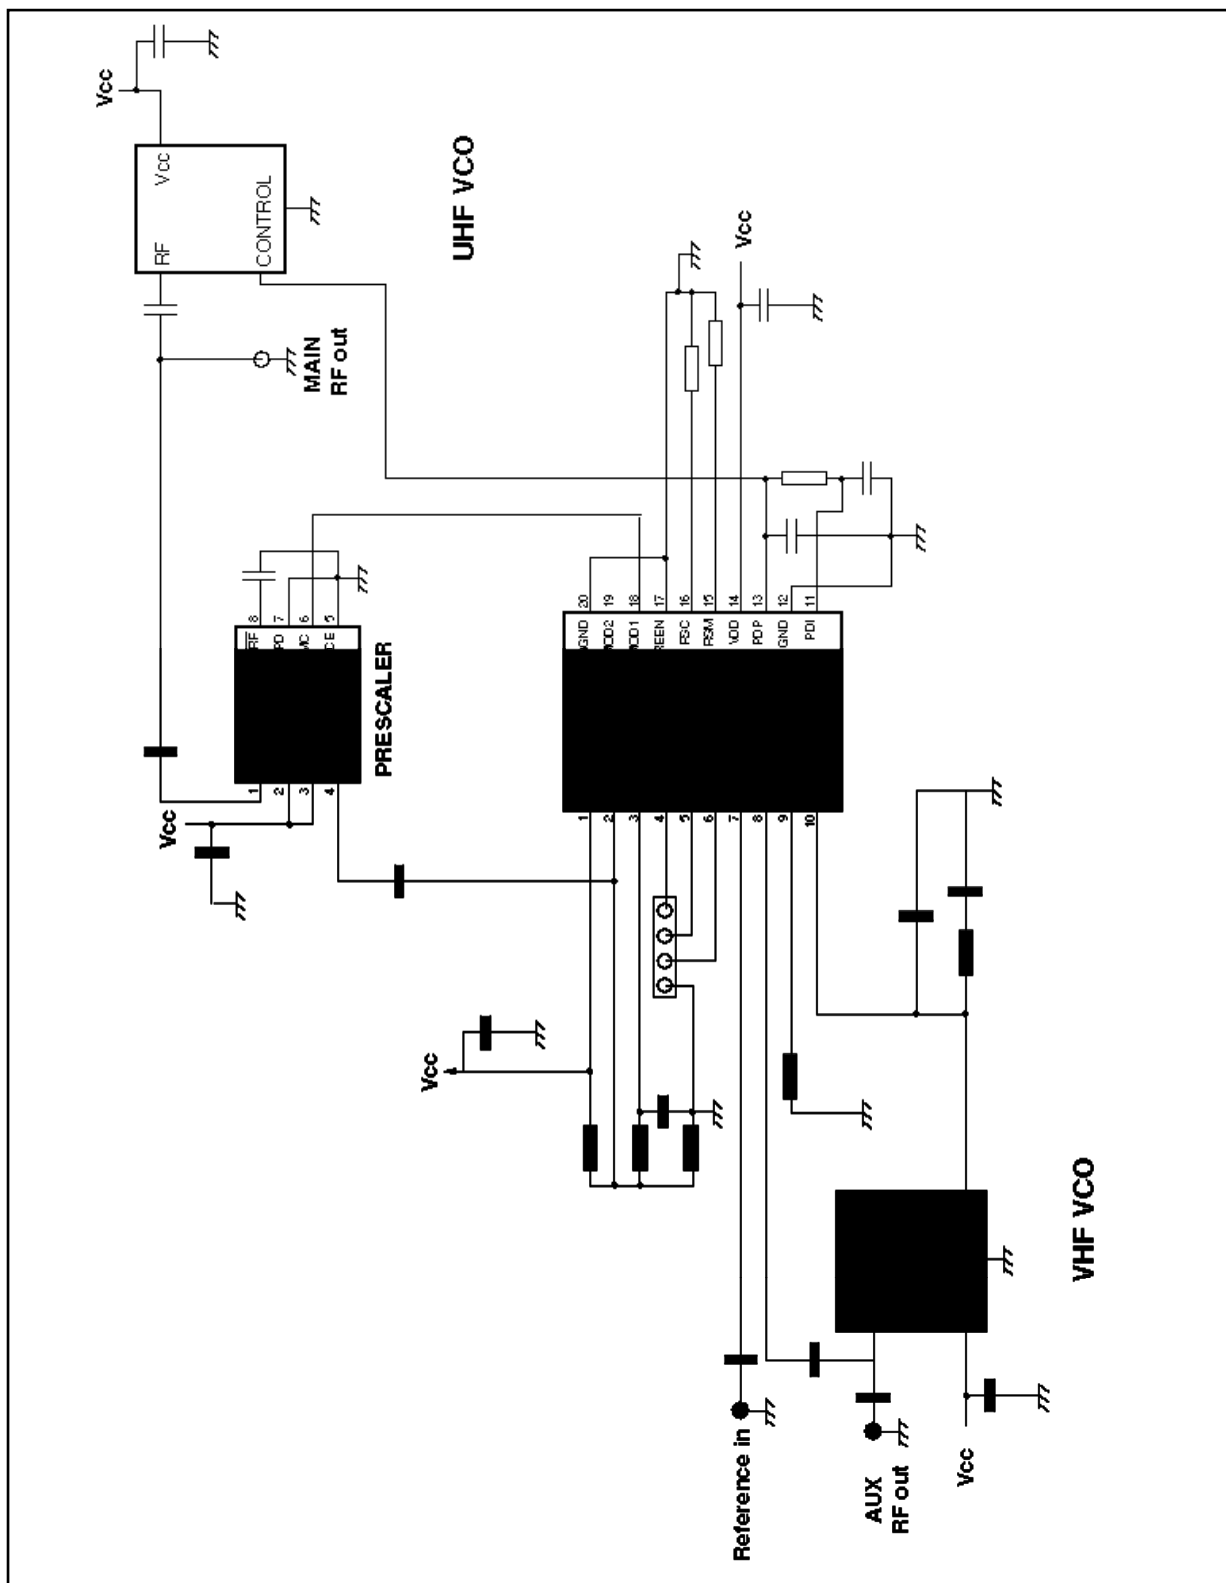 Vcc
RF
Vcc
CONTROL
UHF VCO
MAIN
RF out
8
7
6
5
RF
PD
MC
CE
PRESCALER
1
2
3
4
Vcc
Vcc
20
19
18
17
16
15
14
13
12
11
GND
MOD2
MOD1
REEN
RSC
RSM
VDD
PDP
GND
PDI
1
2
3
4
5
6
7
8
9
10
Vcc
VHF VCO
Reference in
AUX
RF out
Vcc